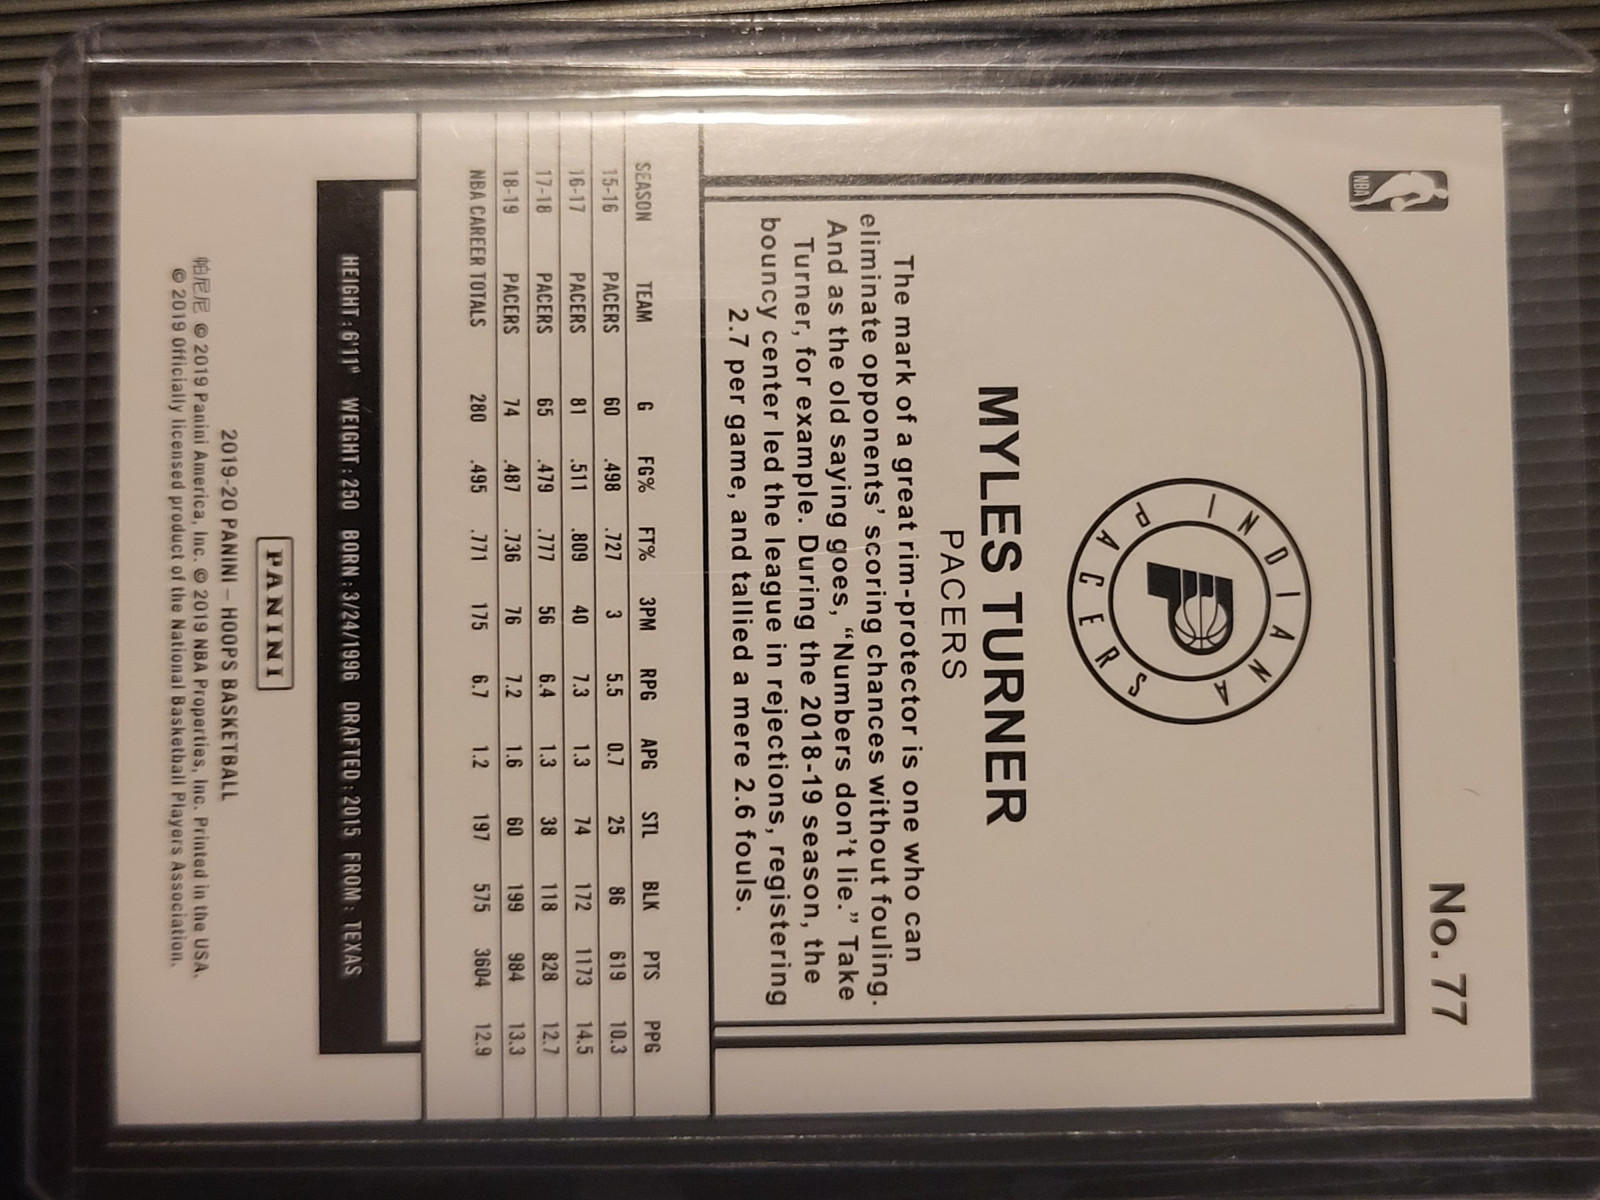 No. 77
NBA
INDIANA
PACERS
MYLES TURNER
PACERS
The mark of a great rim-protector is one who can
eliminate opponents' scoring chances without fouling.
And as the old saying goes, “Numbers don't lie.” Take
Turner, for example. During the 2018-19 season, the
bouncy center led the league in rejections, registering
2.7 per game, and tallied a mere 2.6 fouls.
SEASON TEAM G FG% FT% 3PM RPG APG STL BLK PTS PPG
15-16 PACERS 60 .498 .727 3 5.5 0.7 25 86 619 10.3
16-17 PACERS 81 .511 .809 40 7.3 1.3 74 172 1173 14.5
17-18 PACERS 65 .479 .777 56 6.4 1.3 38 118 828 12.7
18-19 PACERS 74 .487 .736 76 7.2 1.6 60 199 984 13.3
NBA CAREER TOTALS 280 .495 .771 175 6.7 1.2 197 575 3604 12.9
HEIGHT: 6'11" WEIGHT: 250 BORN: 3/24/1996 DRAFTED: 2015 FROM: TEXAS
PANINI
2019-20 PANINI – HOOPS BASKETBALL
帕尼尼 © 2019 Panini America, Inc. © 2019 NBA Properties, Inc. Printed in the USA.
© 2019 Officially licensed product of the National Basketball Players Association.